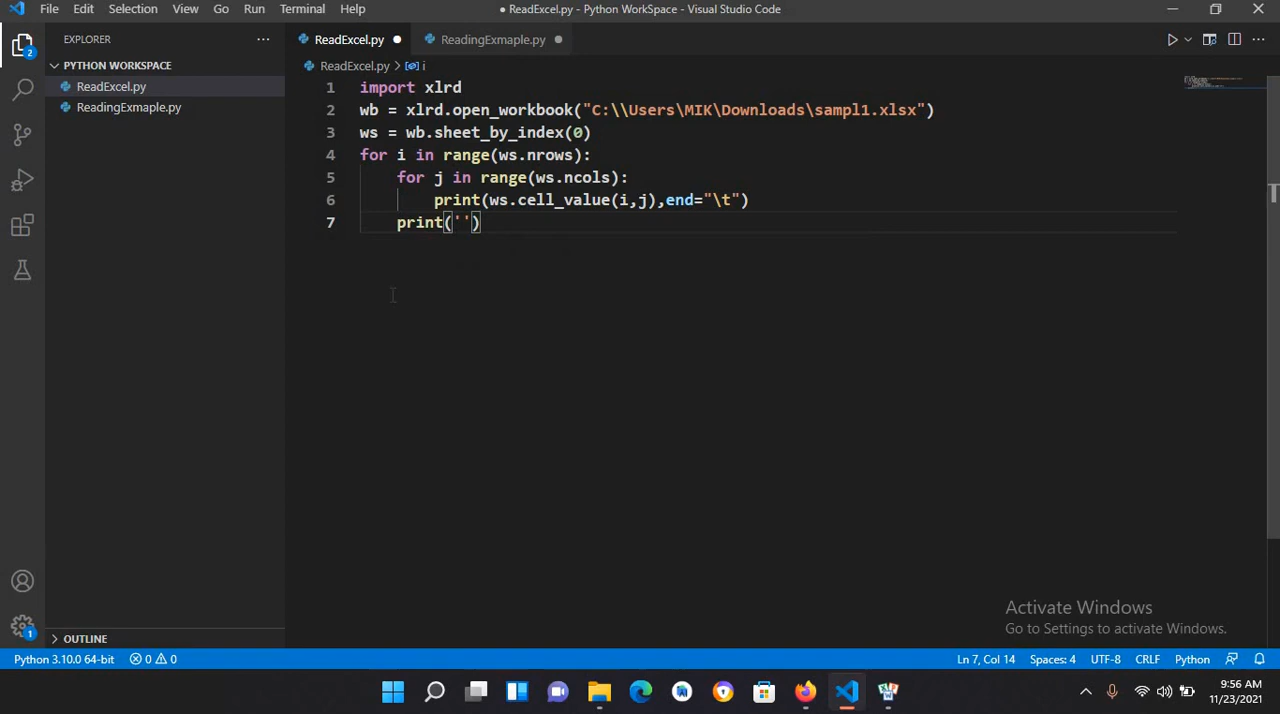 File Edit Selection View Go Run Terminal Help
● ReadExcel.py - Python WorkSpace - Visual Studio Code
EXPLORER
PYTHON WORKSPACE
ReadExcel.py
ReadingExmaple.py
2
ReadExcel.py
ReadingExmaple.py
ReadExcel.py > i
1 import xlrd
2 wb = xlrd.open_workbook("C:\\Users\MIK\Downloads\sampl1.xlsx")
3 ws = wb.sheet_by_index(0)
4 for i in range(ws.nrows):
5 for j in range(ws.ncols):
6 print(ws.cell_value(i,j),end="\t")
7 print('')
Activate Windows
Go to Settings to activate Windows.
1
OUTLINE
Python 3.10.0 64-bit 0 0 Ln 7, Col 14 Spaces: 4 UTF-8 CRLF Python
9:56 AM
11/23/2021